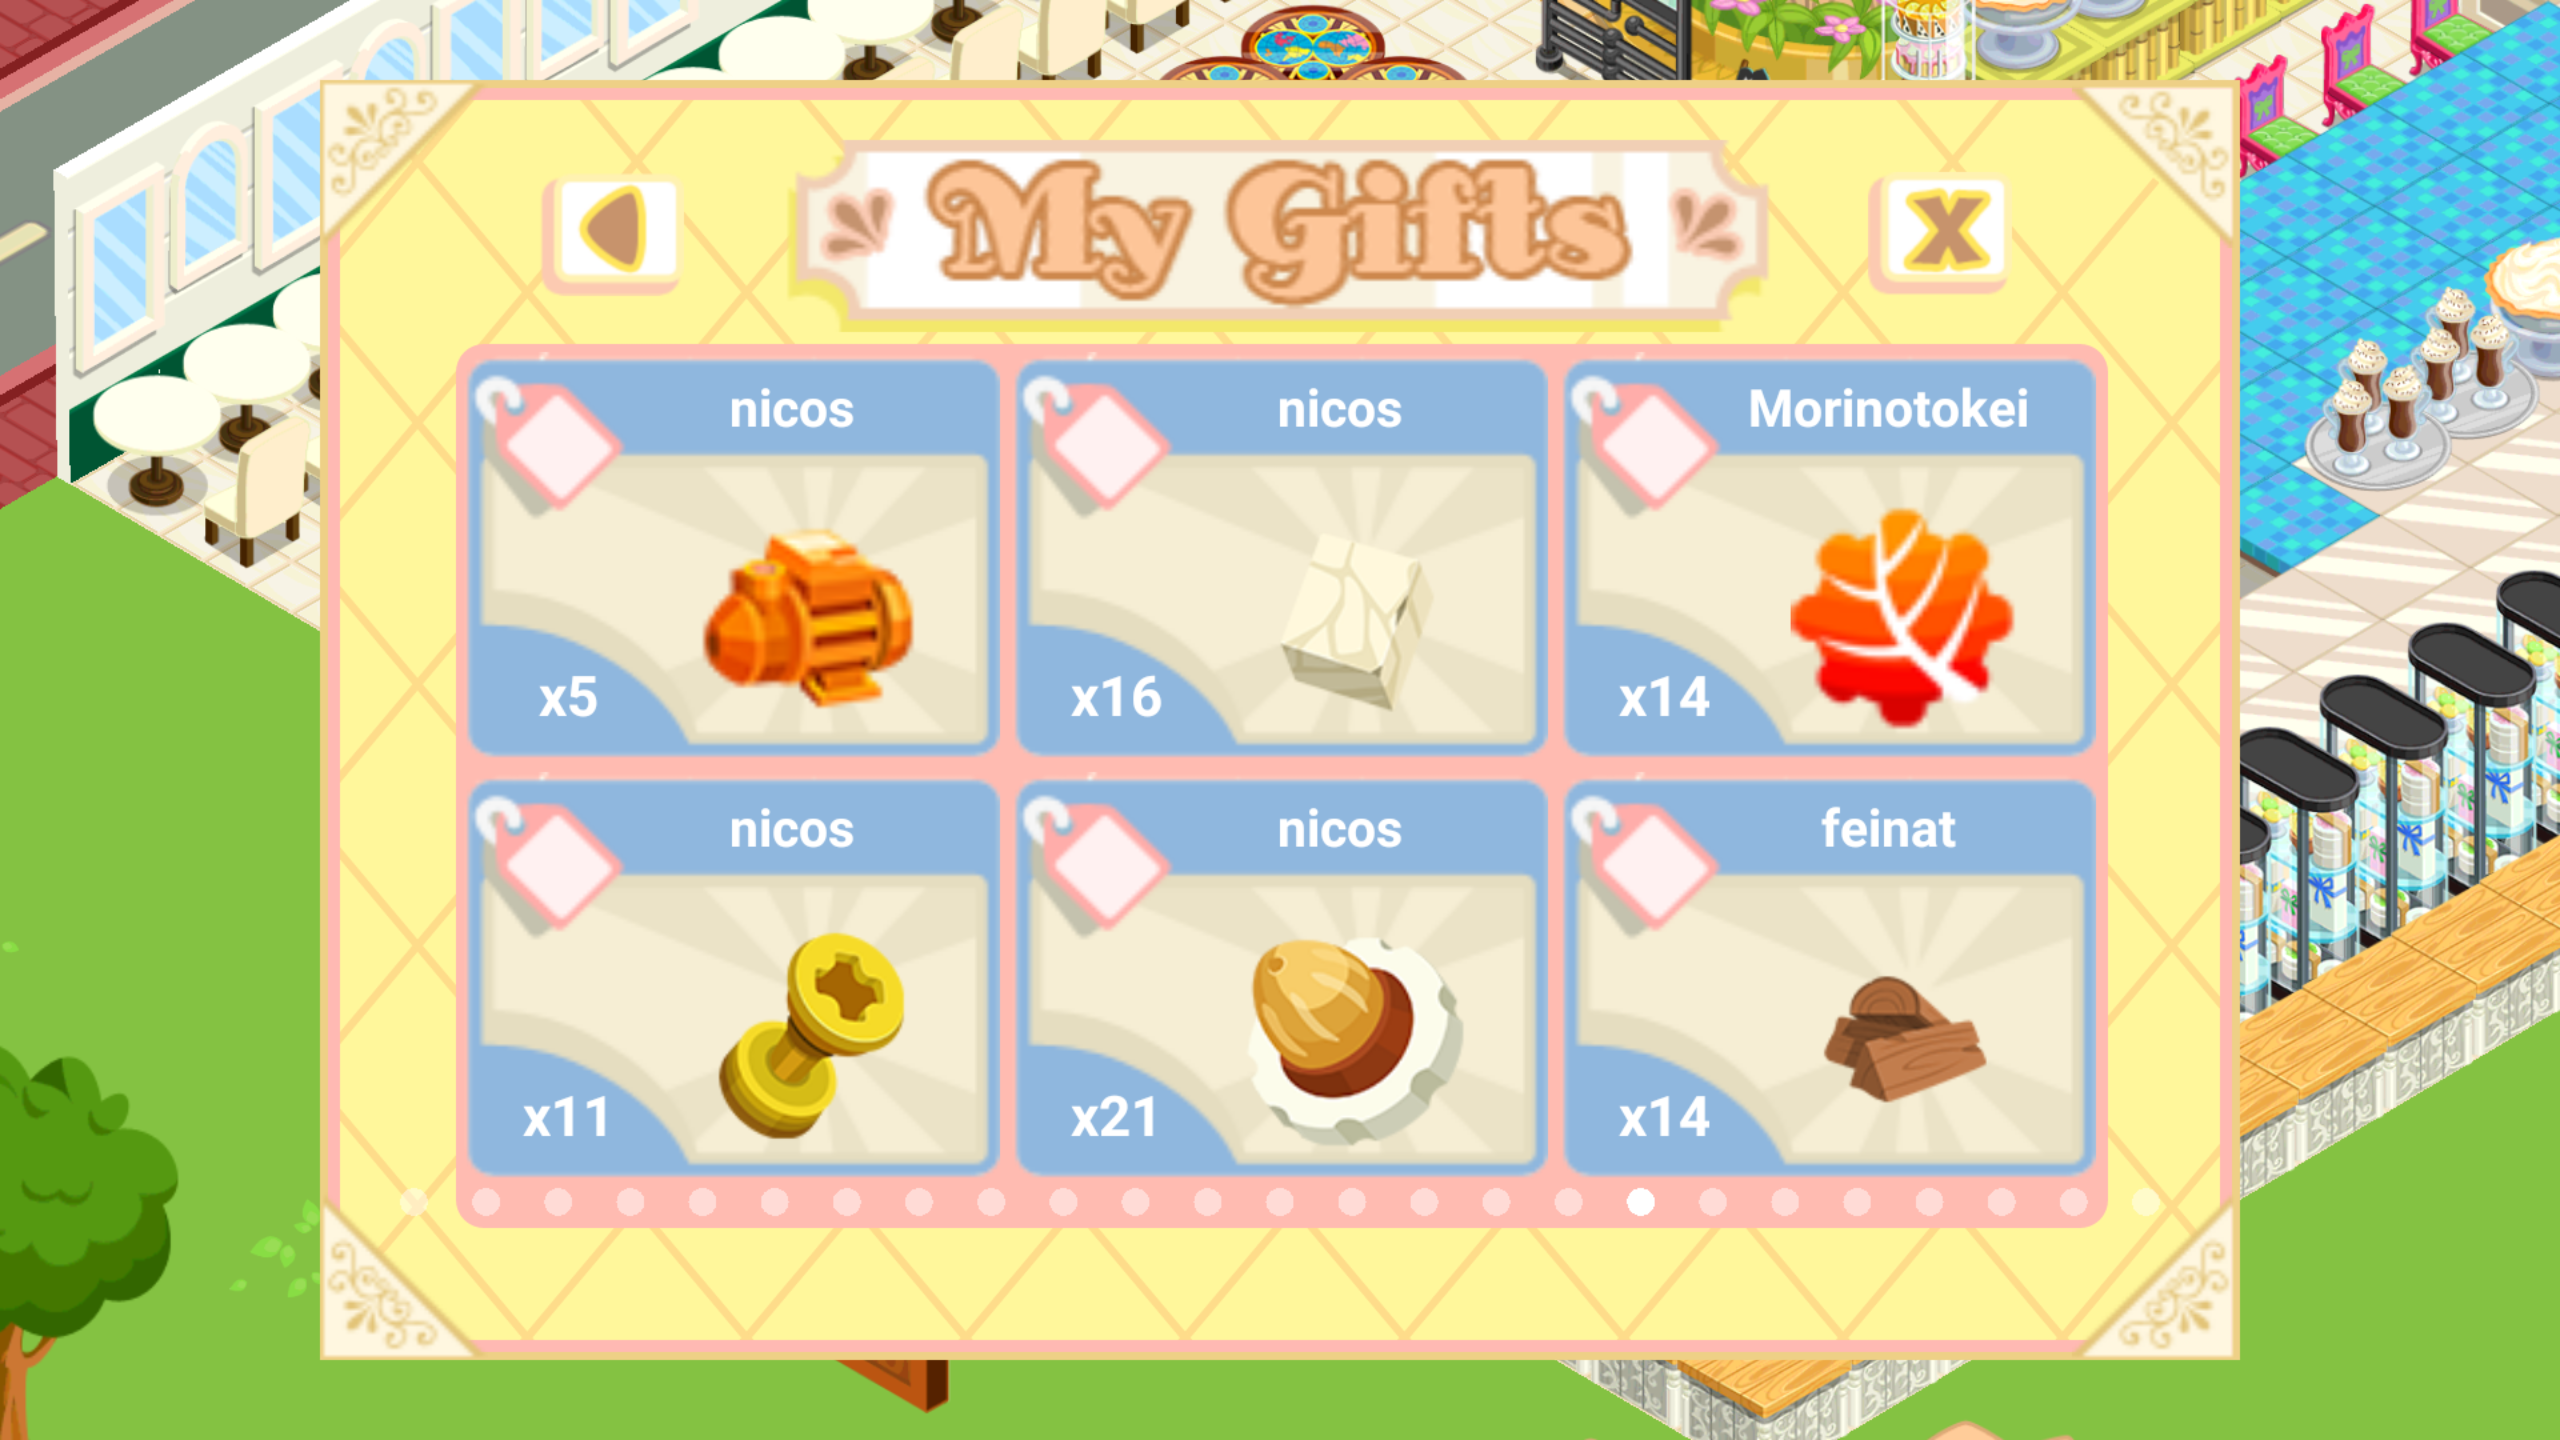 My Gifts
X
nicos
nicos
Morinotokei
x5
x16
x14
nicos
nicos
feinat
x11
x21
x14